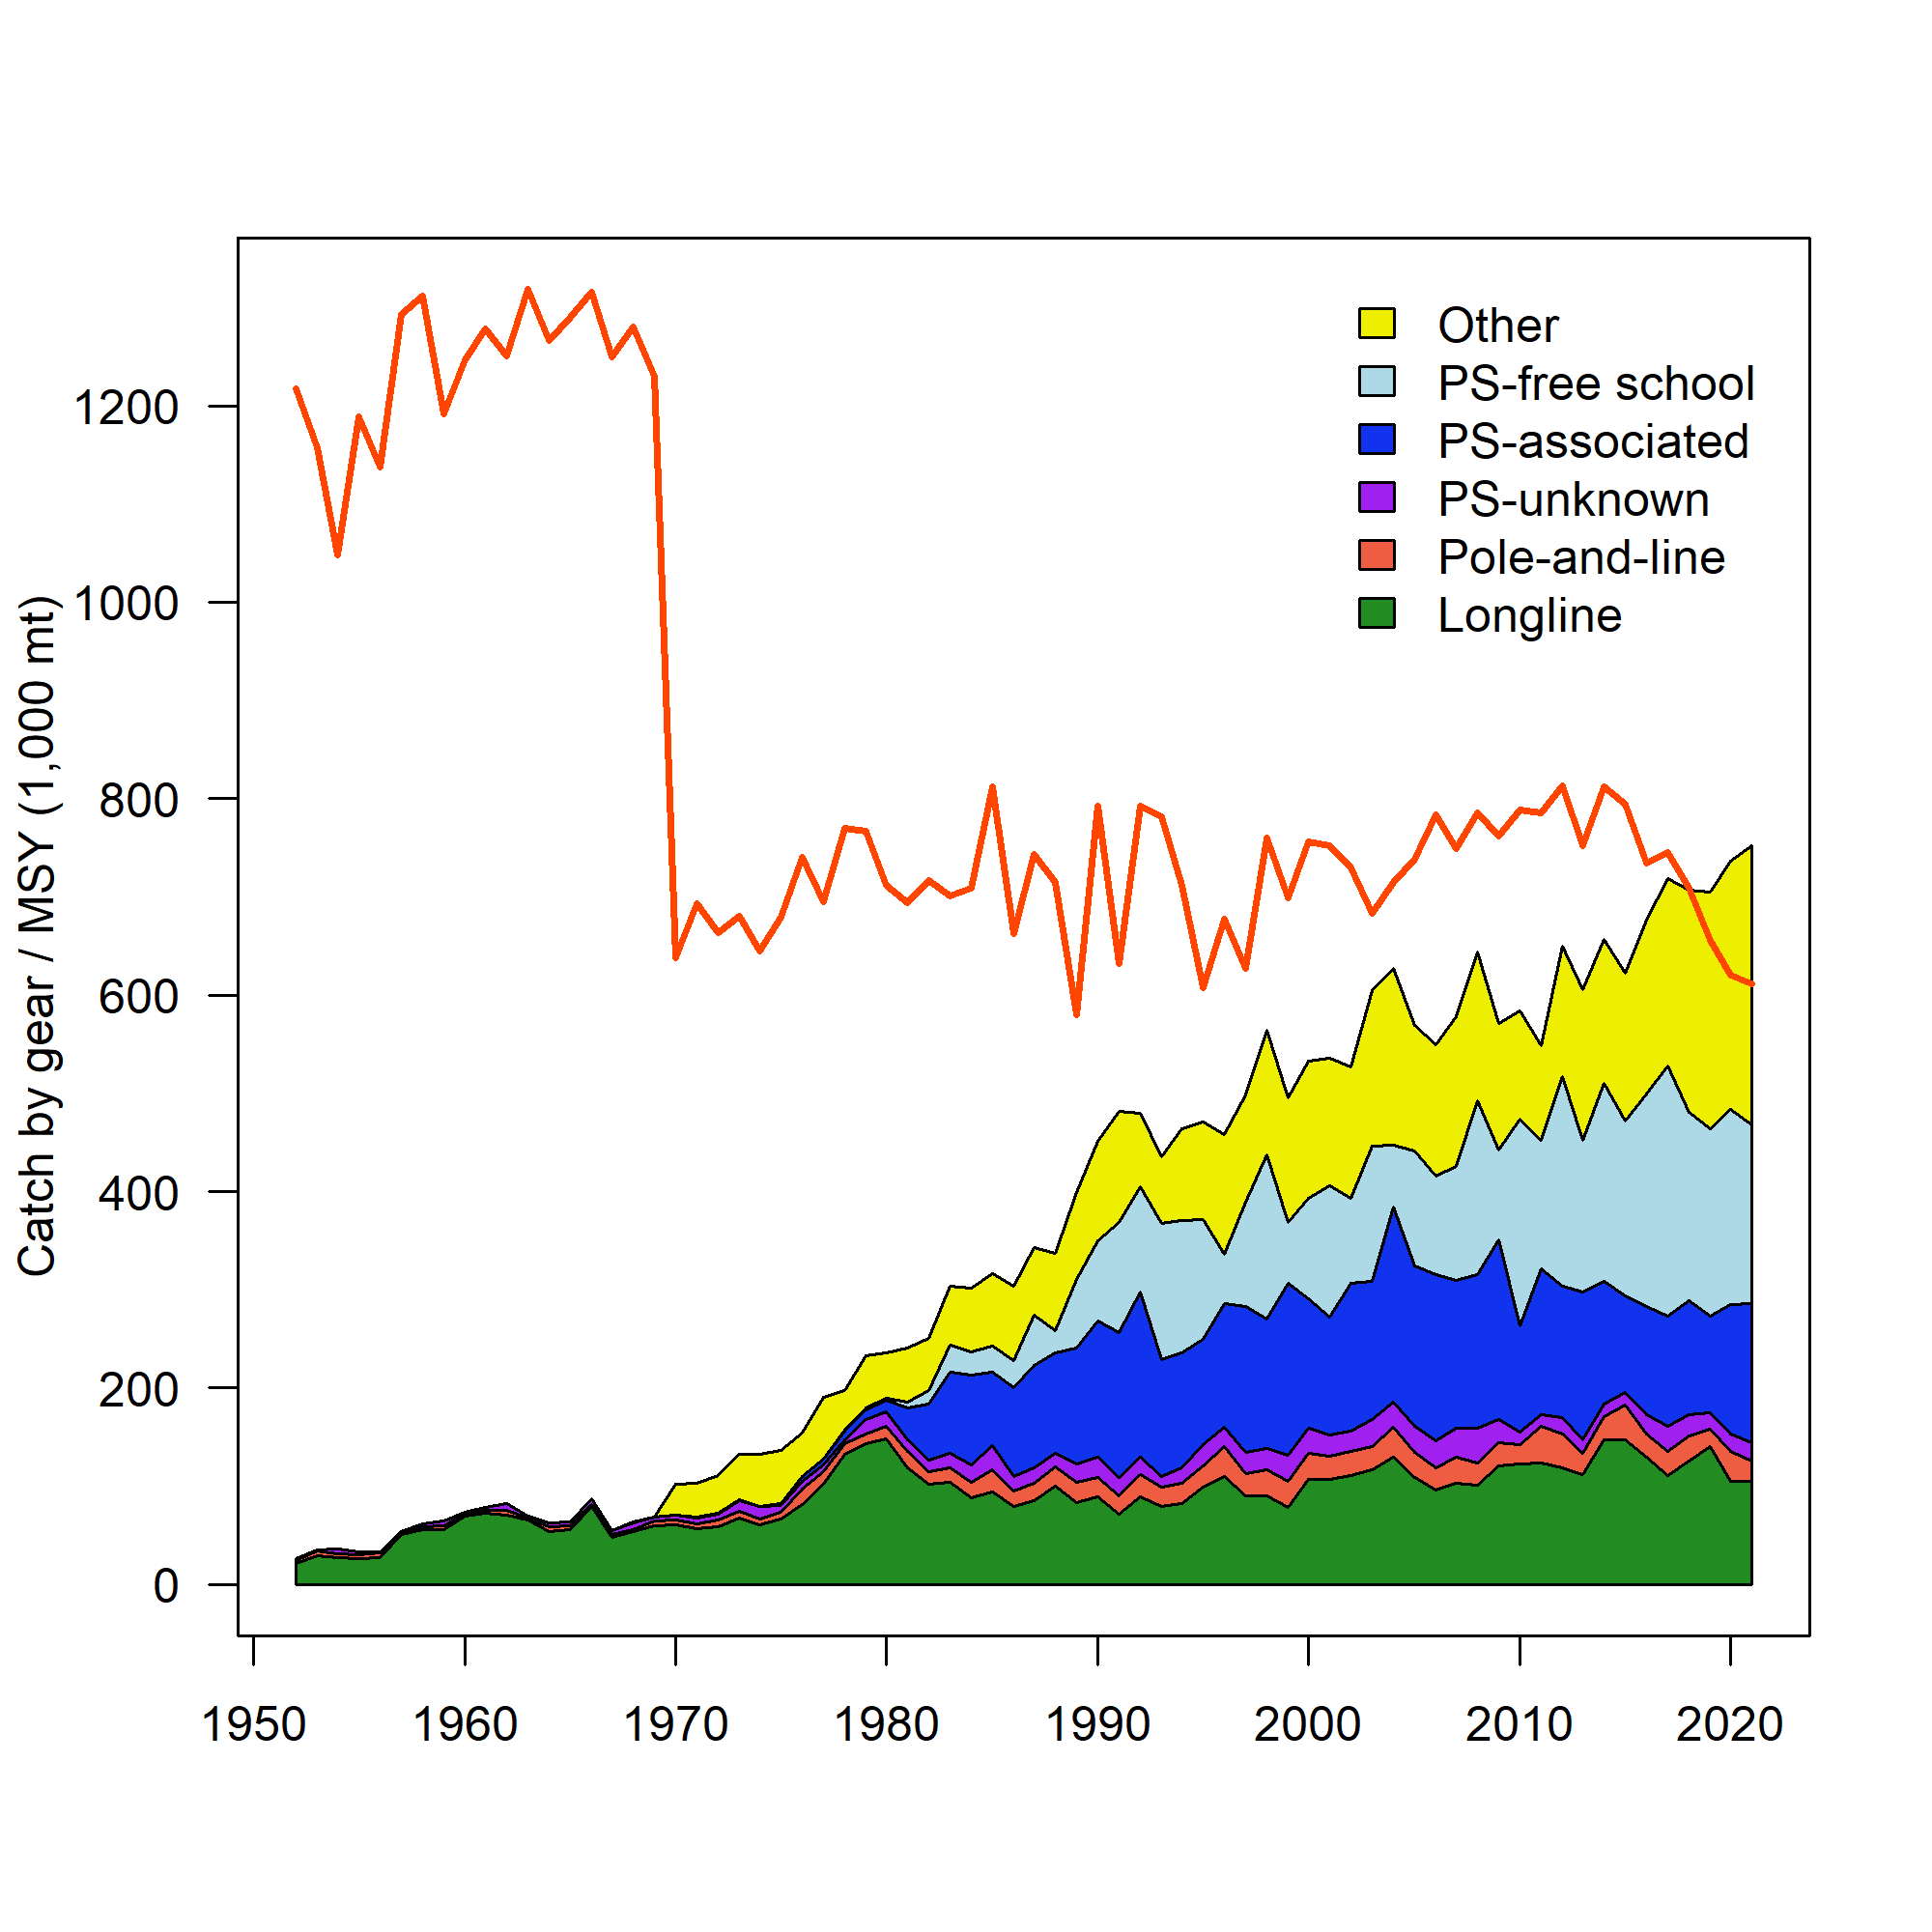 Catch by gear / MSY (1,000 mt)
1200
1000
800
600
400
200
0
Other
PS-free school
PS-associated
PS-unknown
Pole-and-line
Longline
1950 1960 1970 1980 1990 2000 2010 2020